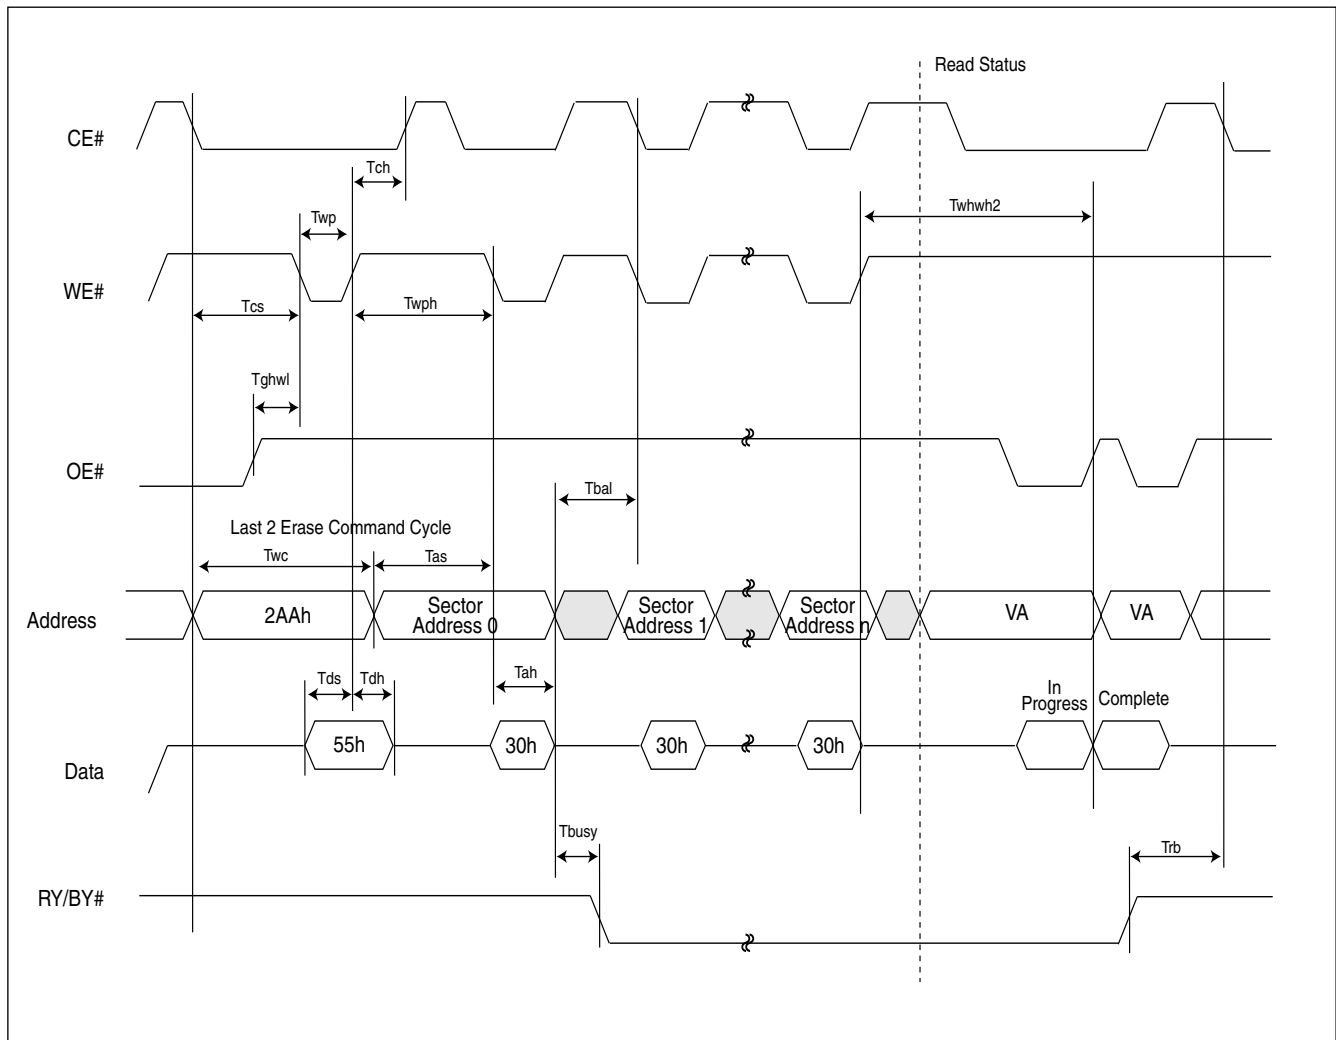 Read Status
CE#
Tch
Twhwh2
Twp
WE#
Tcs
Twph
Tghwl
OE#
Tbal
Last 2 Erase Command Cycle
Twc
Tas
Address
2AAh
Sector
Address 0
Sector
Address 1
Sector
Address n
VA
VA
Tds
Tdh
Tah
In
Progress
Complete
Data
55h
30h
30h
30h
Tbusy
Trb
RY/BY#